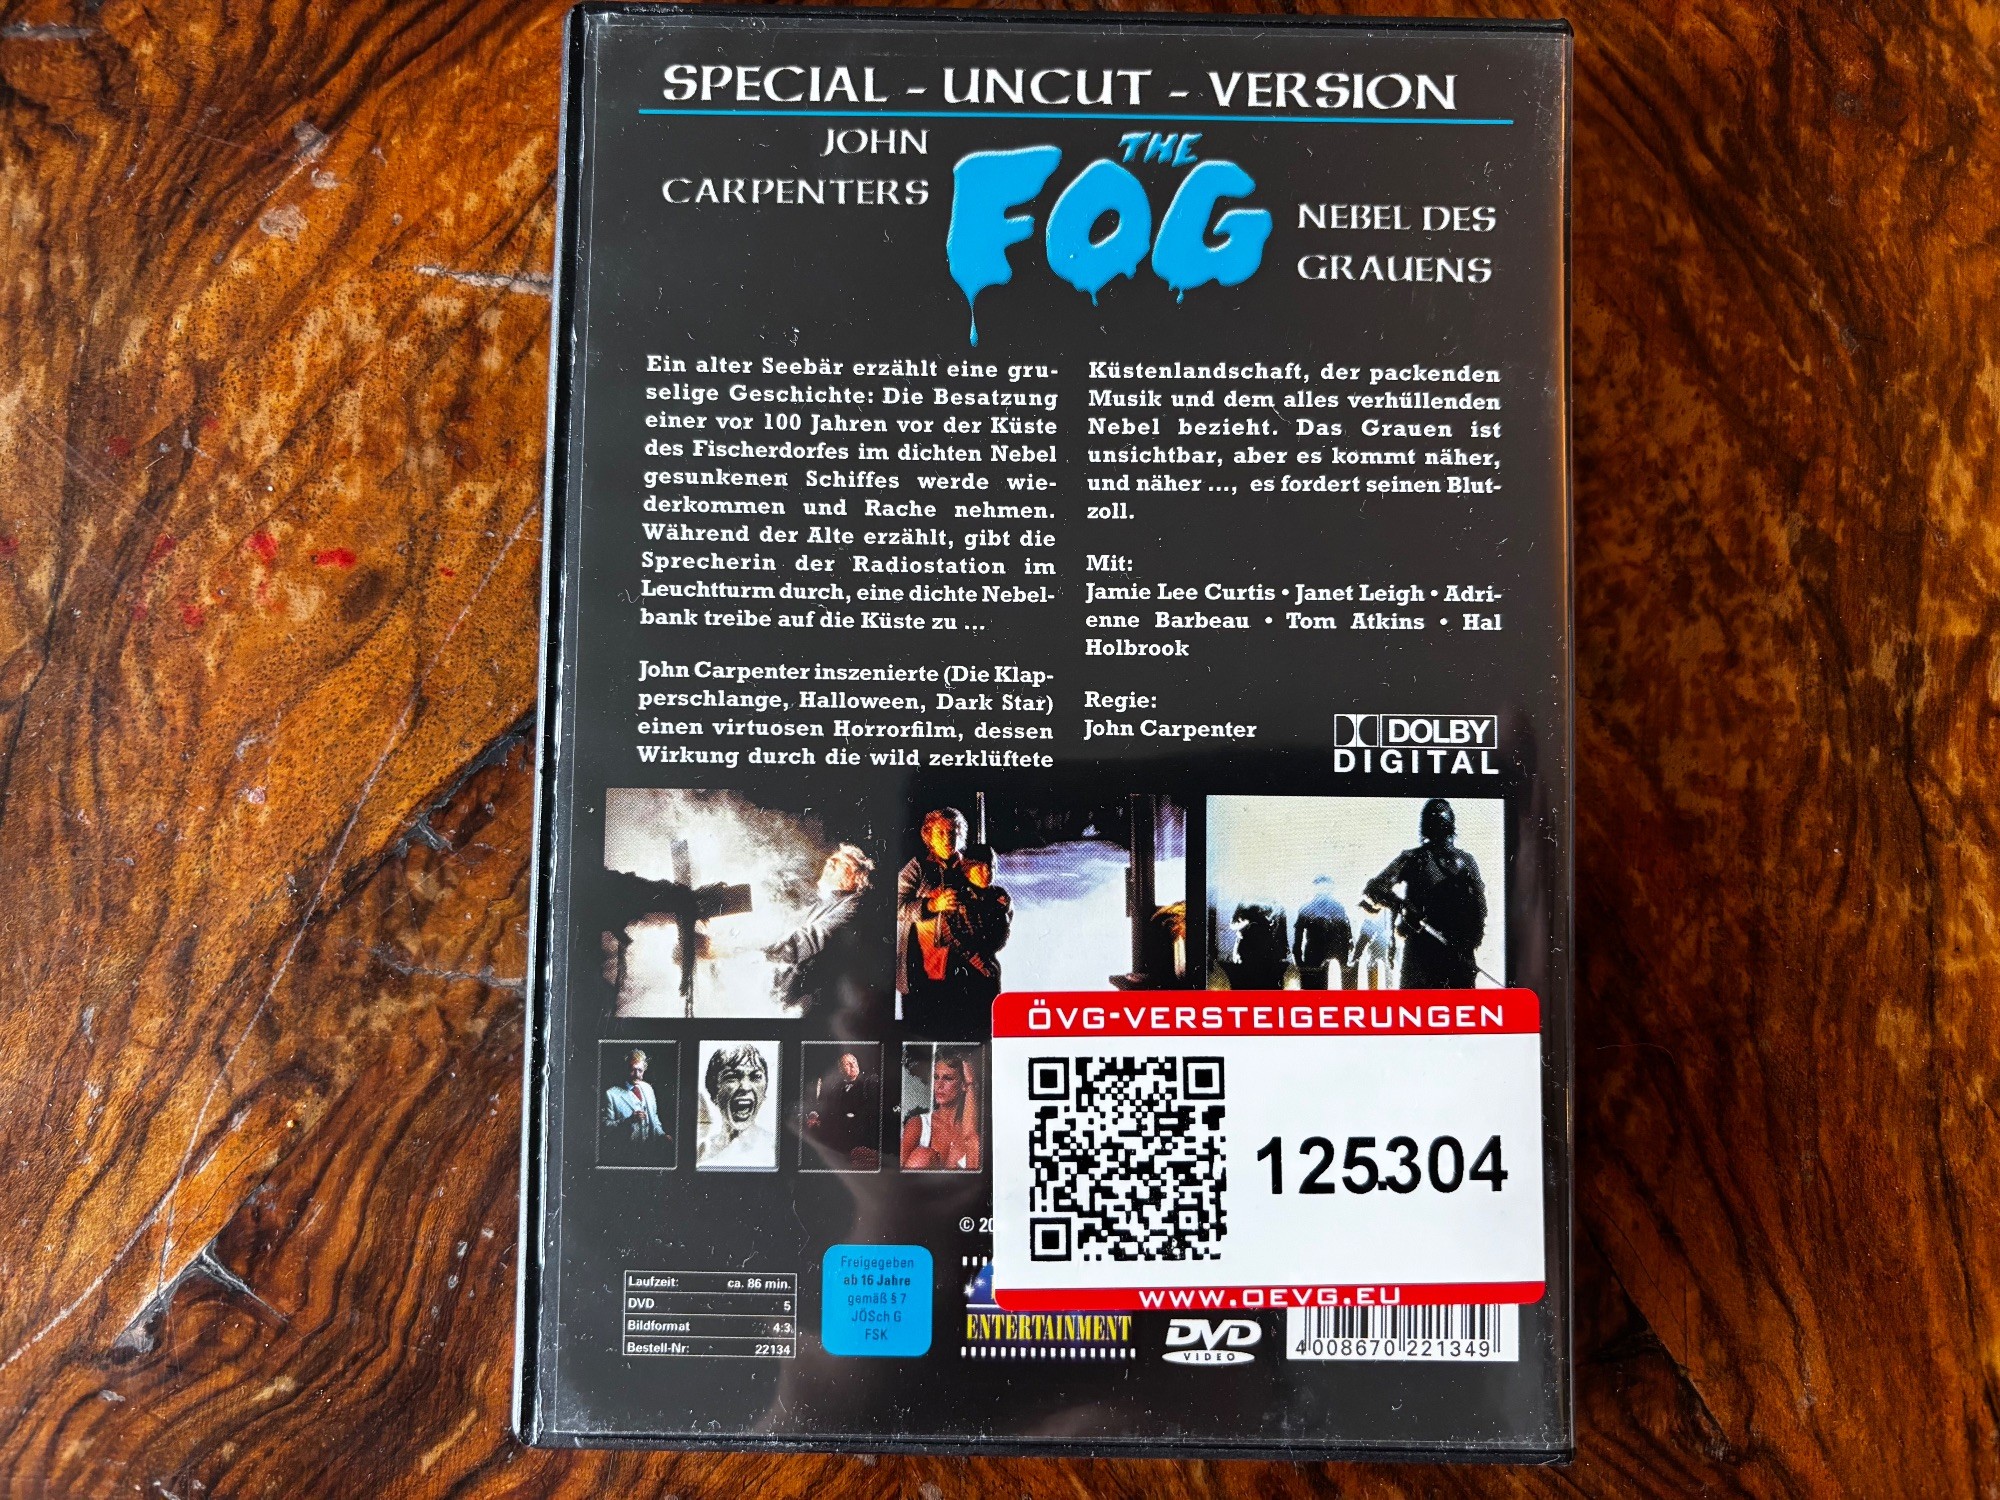 SPECIAL - UNCUT - VERSION
JOHN
CARPENTERS
THE
FOG
NEBEL DES
GRAUENS
Ein alter Seebär erzählt eine gru-
selige Geschichte: Die Besatzung
einer vor 100 Jahren vor der Küste
des Fischerdorfes im dichten Nebel
gesunkenen Schiffes werde wie-
derkommen und Rache nehmen.
Während der Alte erzählt, gibt die
Sprecherin der Radiostation im
Leuchtturm durch, eine dichte Nebel-
bank treibe auf die Küste zu ...
John Carpenter inszenierte (Die Klap-
perschlange, Halloween, Dark Star)
einen virtuosen Horrorfilm, dessen
Wirkung durch die wild zerklüftete
Küstenlandschaft, der packenden
Musik und dem alles verhüllenden
Nebel bezieht. Das Grauen ist
unsichtbar, aber es kommt näher,
und näher ..., es fordert seinen Blut-
zoll.
Mit:
Jamie Lee Curtis • Janet Leigh • Adri-
enne Barbeau • Tom Atkins • Hal
Holbrook
Regie:
John Carpenter
DOLBY
DIGITAL
ÖVG-VERSTEIGERUNGEN
125.304
WWW.OEVG.EU
©
Laufzeit: ca. 86 min.
DVD 5
Bildformat 4:3
Bestell-Nr: 22134
Freigegeben
ab 16 Jahre
gemäß § 7
JÖSch G
FSK
ENTERTAINMENT
DVD
VIDEO
4 008670 221349